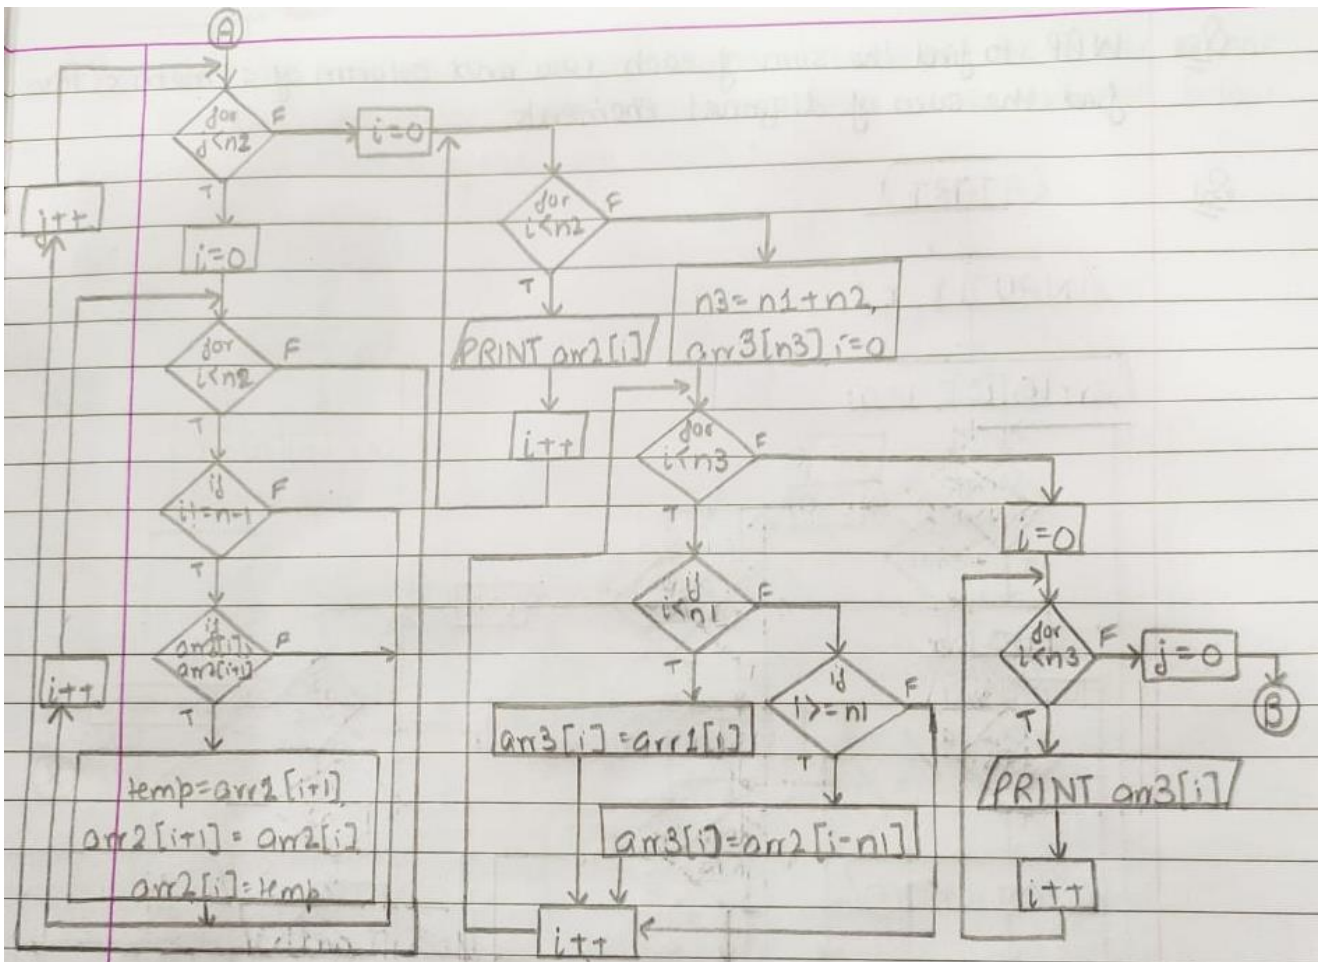 A
for
j<n2
F
T
j++
i=0
i=0
for
i<n2
F
T
for
i<n2
F
T
PRINT arr2[i]
i++
n3=n1+n2,
arr3[n3], i=0
if
i!=n-1
F
T
if
arr2[i],
arr2[i+1]
F
T
i++
temp=arr2[i+1],
arr2[i+1]=arr2[i]
arr2[i]=temp
for
i<n3
F
T
if
i<n1
F
T
arr3[i]=arr1[i]
if
i>=n1
F
T
arr3[i]=arr2[i-n1]
i++
i=0
for
i<n3
F
T
j=0
B
PRINT arr3[i]
i++